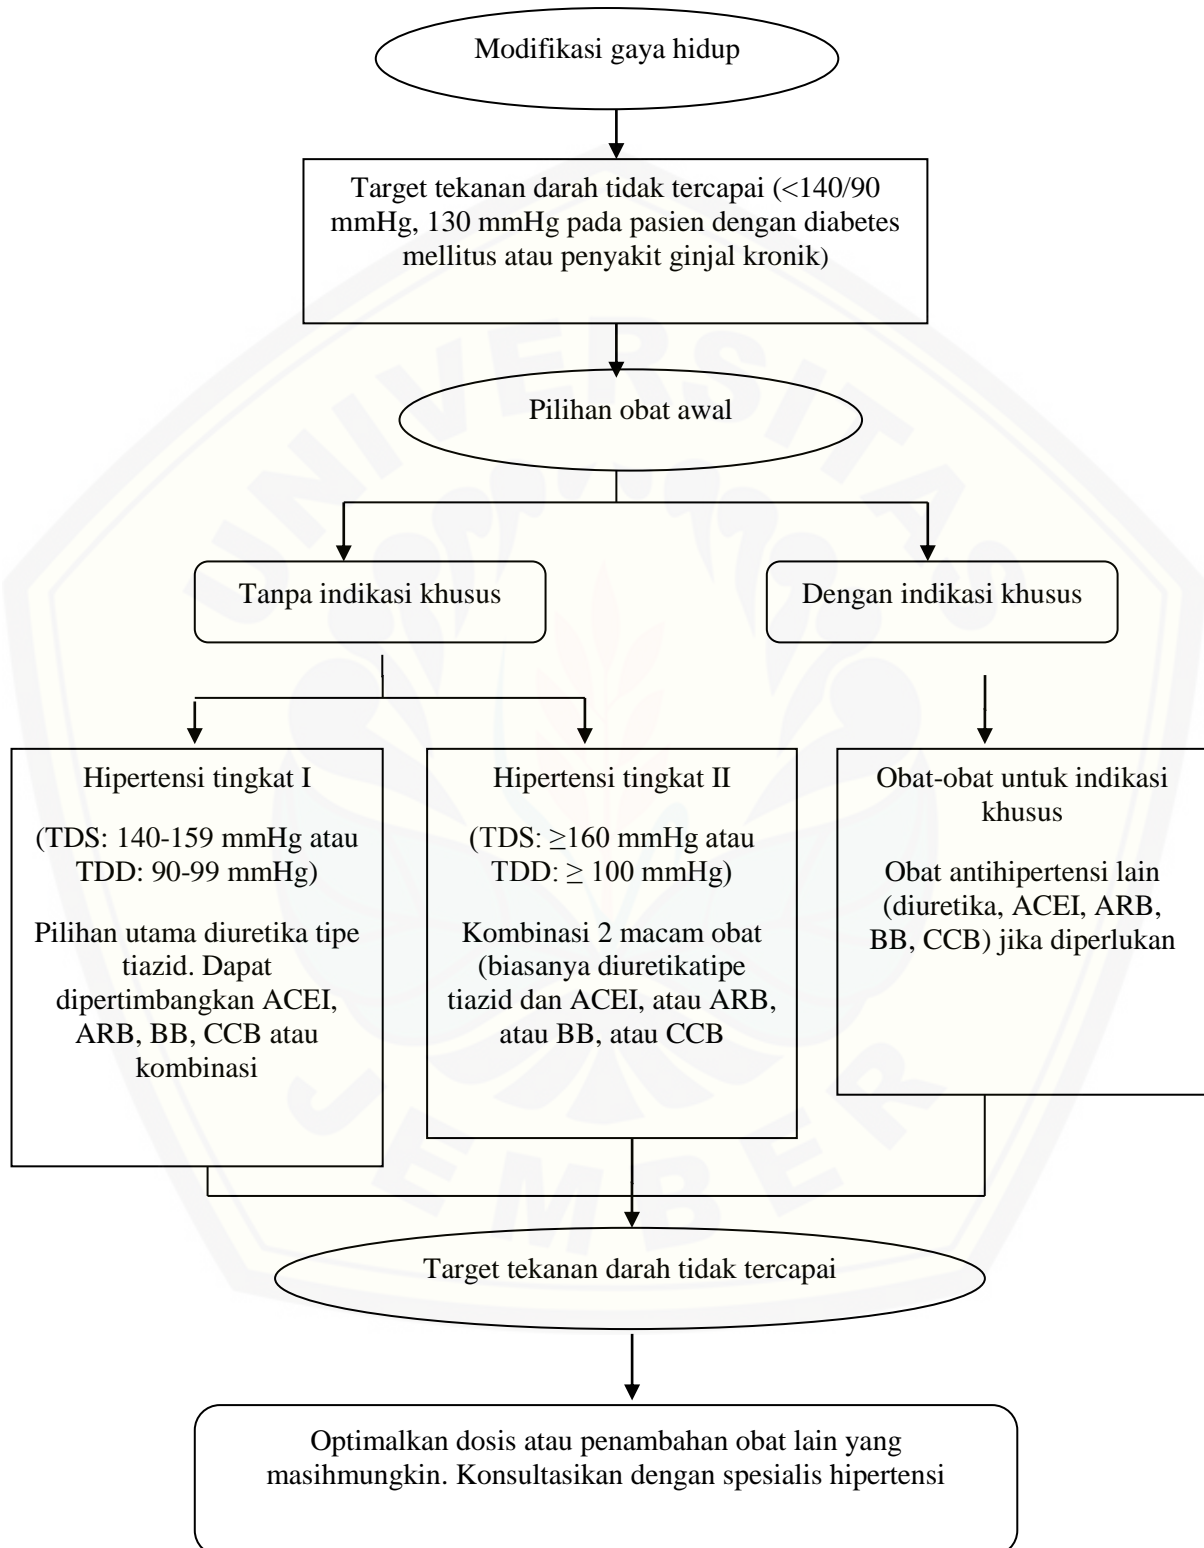 Modifikasi gaya hidup
Target tekanan darah tidak tercapai (<140/90
mmHg, 130 mmHg pada pasien dengan diabetes
mellitus atau penyakit ginjal kronik)
Pilihan obat awal
Tanpa indikasi khusus
Dengan indikasi khusus
Hipertensi tingkat I
(TDS: 140-159 mmHg atau
TDD: 90-99 mmHg)
Pilihan utama diuretika tipe
tiazid. Dapat
dipertimbangkan ACEI,
ARB, BB, CCB atau
kombinasi
Hipertensi tingkat II
(TDS: ≥160 mmHg atau
TDD: ≥ 100 mmHg)
Kombinasi 2 macam obat
(biasanya diuretikatipe
tiazid dan ACEI, atau ARB,
atau BB, atau CCB
Obat-obat untuk indikasi
khusus
Obat antihipertensi lain
(diuretika, ACEI, ARB,
BB, CCB) jika diperlukan
Target tekanan darah tidak tercapai
Optimalkan dosis atau penambahan obat lain yang
masihmungkin. Konsultasikan dengan spesialis hipertensi
UNIVERSITAS
JEMBER